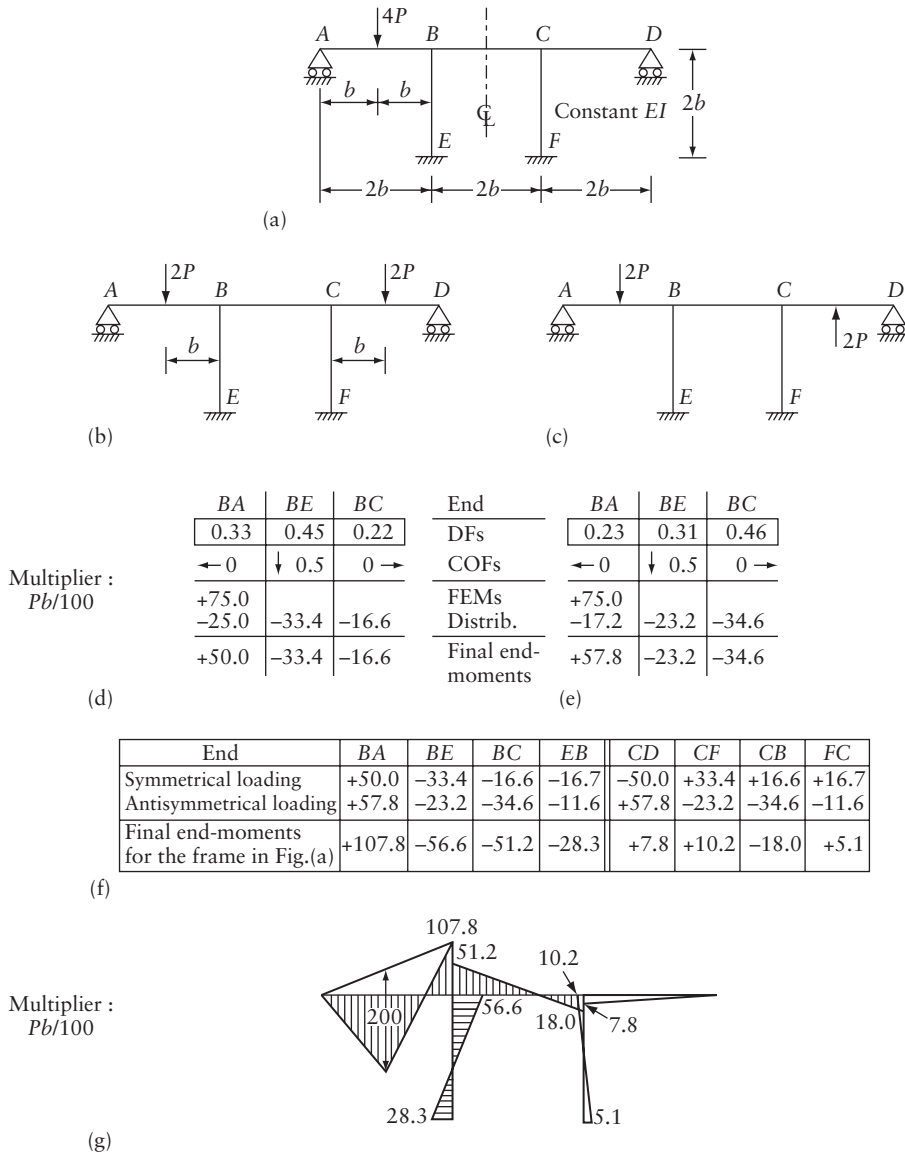 4P
A B C D
b b
CL Constant EI 2b
E F
2b 2b 2b
(a)
2P 2P
A B C D
b b
E F
(b)
2P
A B C D
2P
E F
(c)
BA BE BC
0.33 0.45 0.22
← 0 ↓ 0.5 0 →
+75.0
−25.0 −33.4 −16.6
+50.0 −33.4 −16.6
Multiplier :
Pb/100
(d)
End BA BE BC
DFs 0.23 0.31 0.46
COFs ← 0 ↓ 0.5 0 →
FEMs +75.0
Distrib. −17.2 −23.2 −34.6
Final end-
moments +57.8 −23.2 −34.6
(e)
End BA BE BC EB CD CF CB FC
Symmetrical loading +50.0 −33.4 −16.6 −16.7 −50.0 +33.4 +16.6 +16.7
Antisymmetrical loading +57.8 −23.2 −34.6 −11.6 +57.8 −23.2 −34.6 −11.6
Final end-moments
for the frame in Fig.(a) +107.8 −56.6 −51.2 −28.3 +7.8 +10.2 −18.0 +5.1
(f)
107.8
51.2 10.2
Multiplier :
Pb/100
200 56.6 18.0 7.8
28.3 5.1
(g)